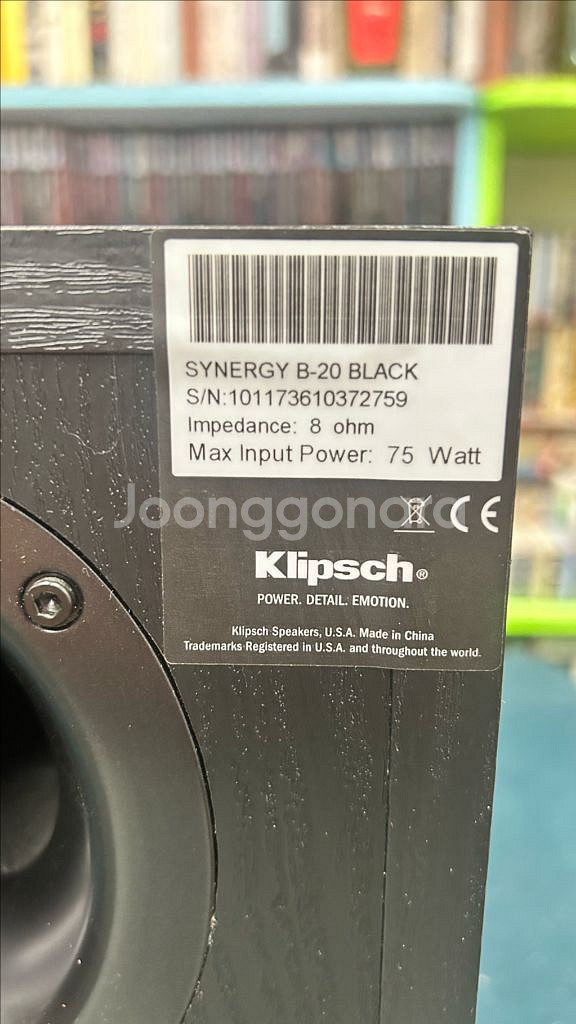 SYNERGY B-20 BLACK
S/N:101173610372759
Impedance: 8 ohm
Max Input Power: 75 Watt
Joonggonara
CE
Klipsch®
POWER. DETAIL. EMOTION.
Klipsch Speakers, U.S.A. Made in China
Trademarks Registered in U.S.A. and throughout the world.